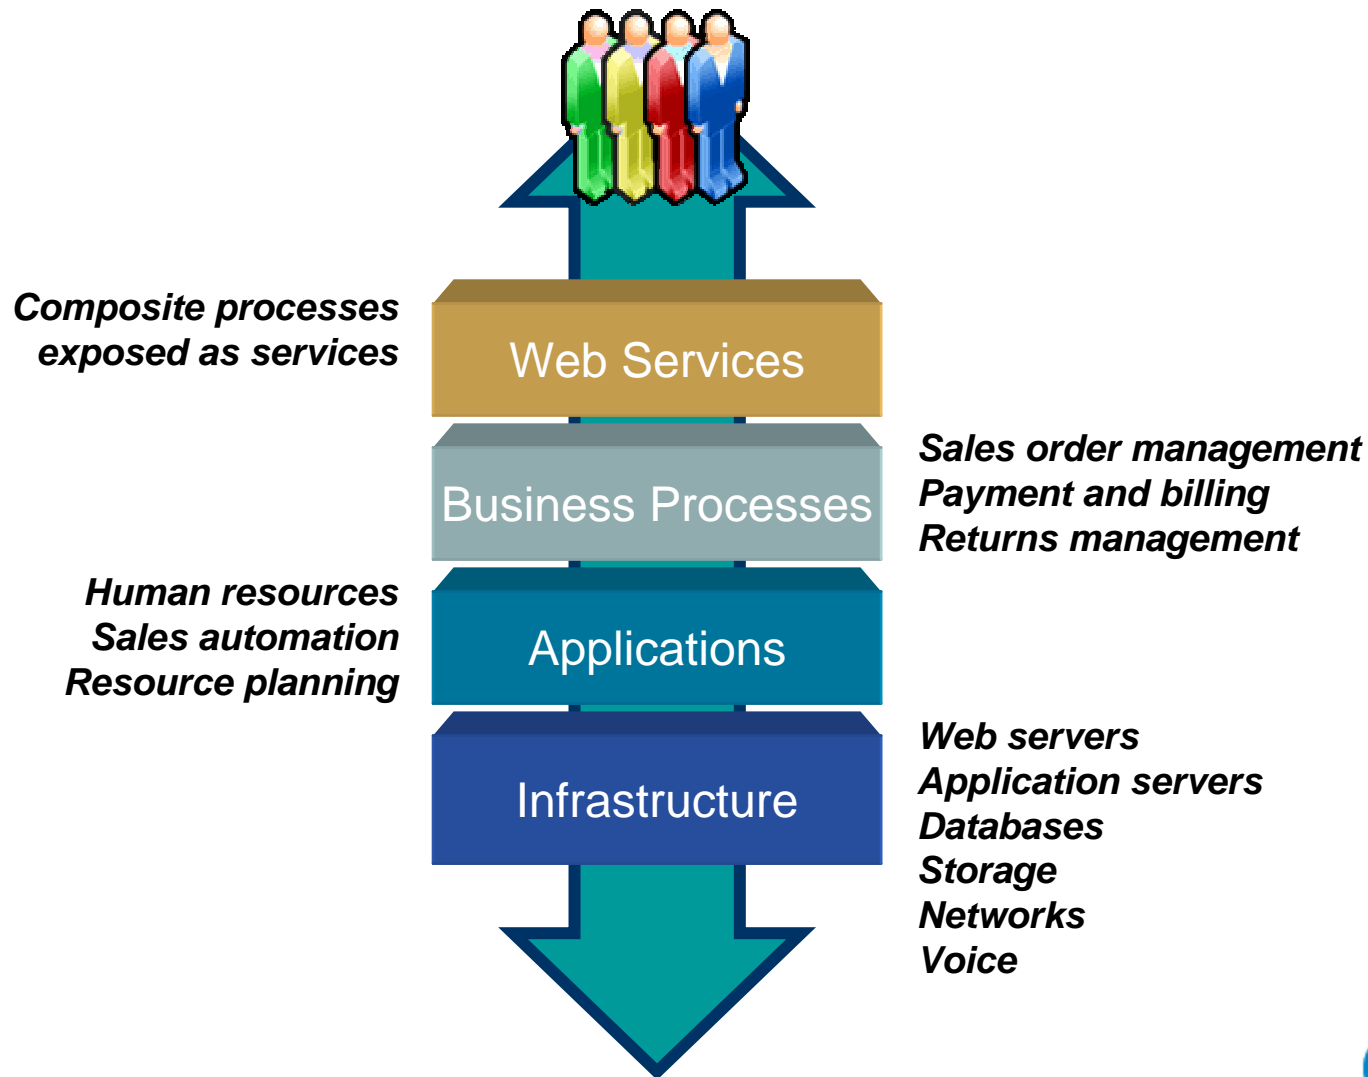 Composite processes
exposed as services
Web Services
Business Processes
Sales order management
Payment and billing
Returns management
Human resources
Sales automation
Resource planning
Applications
Infrastructure
Web servers
Application servers
Databases
Storage
Networks
Voice